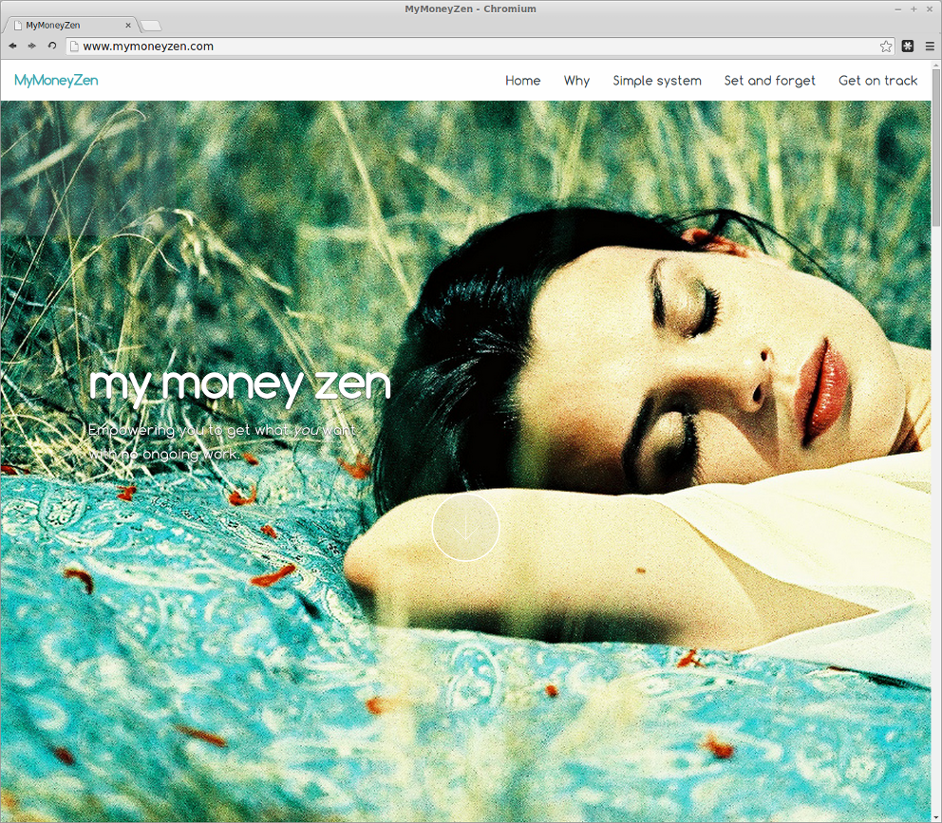 MyMoneyZen - Chromium
MyMoneyZen
www.mymoneyzen.com
MyMoneyZen
Home Why Simple system Set and forget Get on track
my money zen
Empowering you to get what you want
with no ongoing work